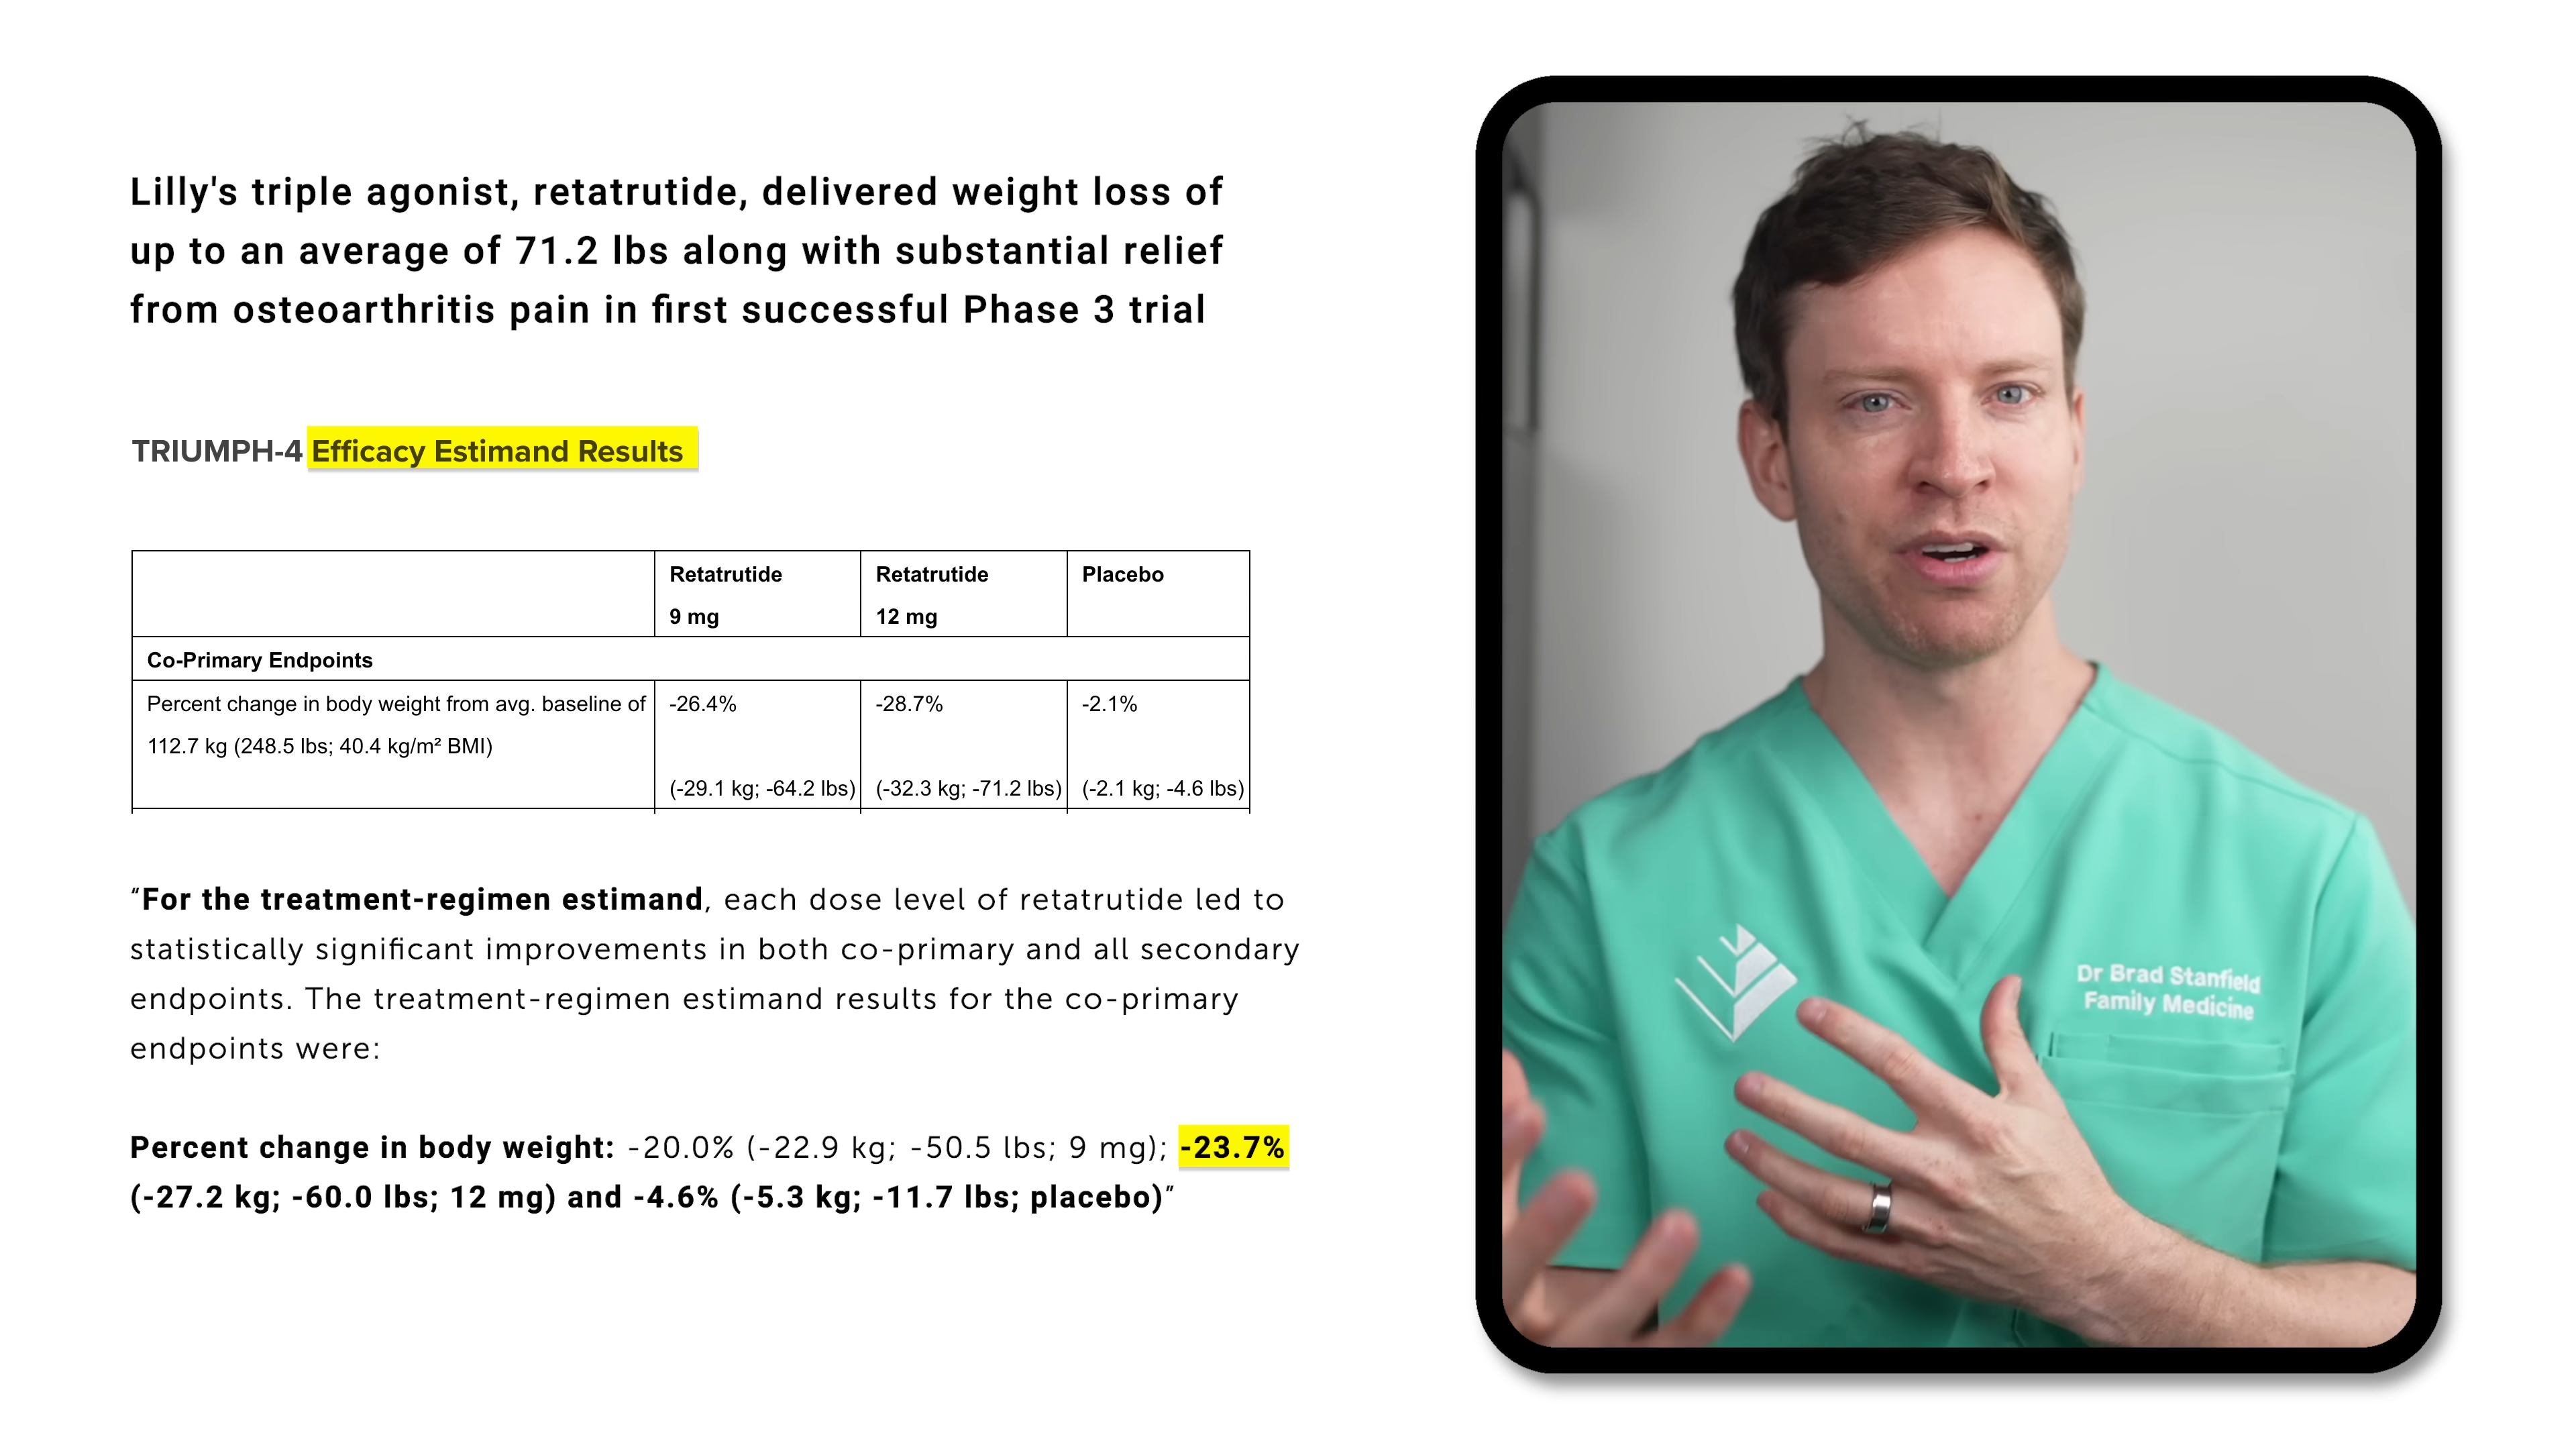 Lilly's triple agonist, retatrutide, delivered weight loss of
up to an average of 71.2 lbs along with substantial relief
from osteoarthritis pain in first successful Phase 3 trial
TRIUMPH-4 Efficacy Estimand Results
Retatrutide Retatrutide Placebo
9 mg 12 mg
Co-Primary Endpoints
Percent change in body weight from avg. baseline of -26.4% -28.7% -2.1%
112.7 kg (248.5 lbs; 40.4 kg/m² BMI)
(-29.1 kg; -64.2 lbs) (-32.3 kg; -71.2 lbs) (-2.1 kg; -4.6 lbs)
“For the treatment-regimen estimand, each dose level of retatrutide led to
statistically significant improvements in both co-primary and all secondary
endpoints. The treatment-regimen estimand results for the co-primary
endpoints were:
Percent change in body weight: -20.0% (-22.9 kg; -50.5 lbs; 9 mg); -23.7%
(-27.2 kg; -60.0 lbs; 12 mg) and -4.6% (-5.3 kg; -11.7 lbs; placebo)”
Dr Brad Stanfield
Family Medicine